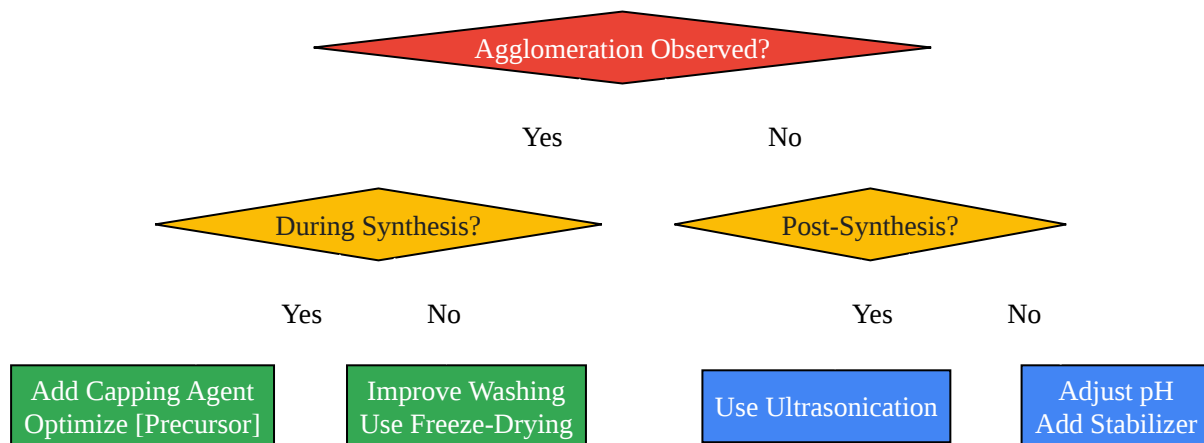 Agglomeration Observed?
Yes
No
During Synthesis?
Post-Synthesis?
Yes
No
Yes
No
Add Capping Agent
Optimize [Precursor]
Improve Washing
Use Freeze-Drying
Use Ultrasonication
Adjust pH
Add Stabilizer